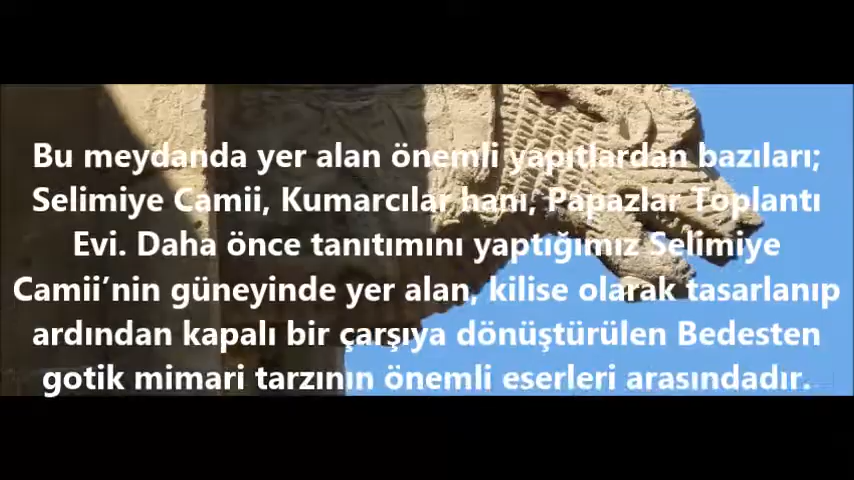 Bu meydanda yer alan önemli yapıtlardan bazıları;
Selimiye Camii, Kumarcılar hanı, Papazlar Toplantı
Evi. Daha önce tanıtımını yaptığımız Selimiye
Camii’nin güneyinde yer alan, kilise olarak tasarlanıp
ardından kapalı bir çarşıya dönüştürülen Bedesten
gotik mimari tarzının önemli eserleri arasındadır.